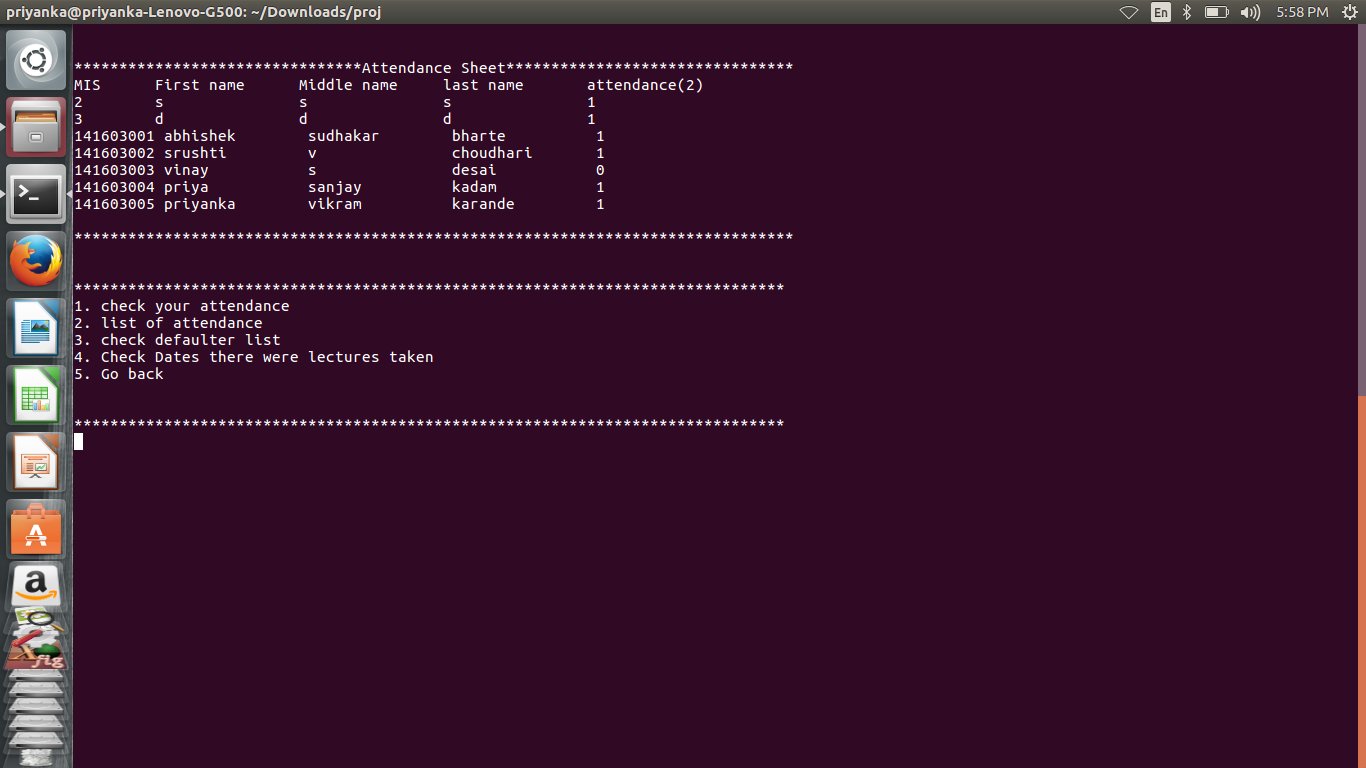 priyanka@priyanka-Lenovo-G500: ~/Downloads/proj En 5:58 PM
********************************Attendance Sheet********************************
MIS First name Middle name last name attendance(2)
2 s s s 1
3 d d d 1
141603001 abhishek sudhakar bharte 1
141603002 srushti v choudhari 1
141603003 vinay s desai 0
141603004 priya sanjay kadam 1
141603005 priyanka vikram karande 1
********************************************************************************
*******************************************************************************
1. check your attendance
2. list of attendance
3. check defaulter list
4. Check Dates there were lectures taken
5. Go back
*******************************************************************************
>_
A
a
fig